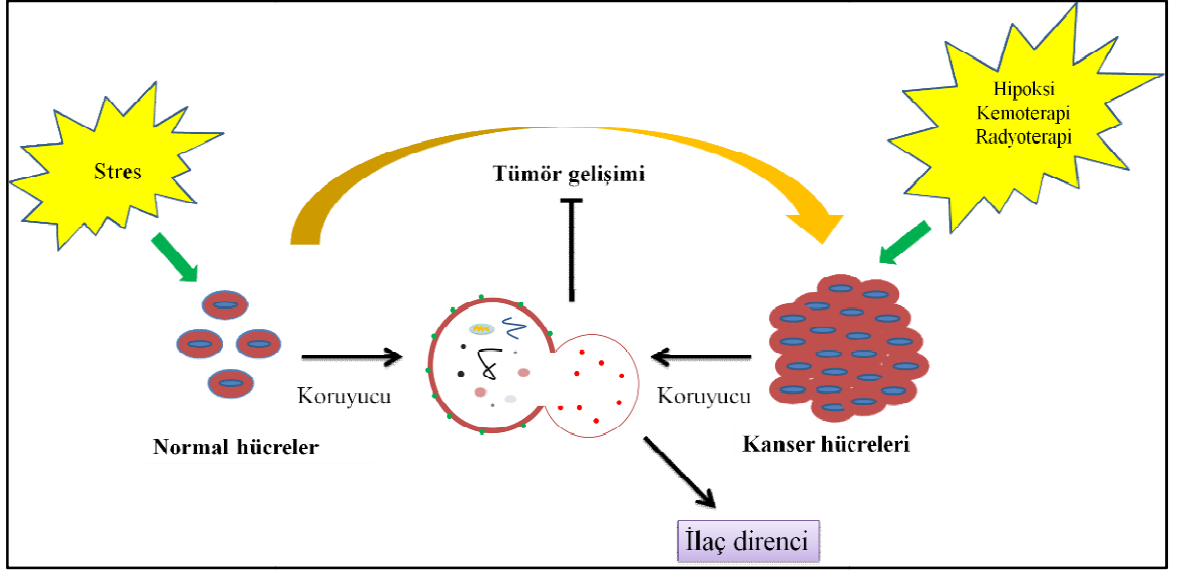 Stres
Hipoksi
Kemoterapi
Radyoterapi
Tümör gelişimi
Koruyucu
Koruyucu
Normal hücreler
Kanser hücreleri
İlaç direnci